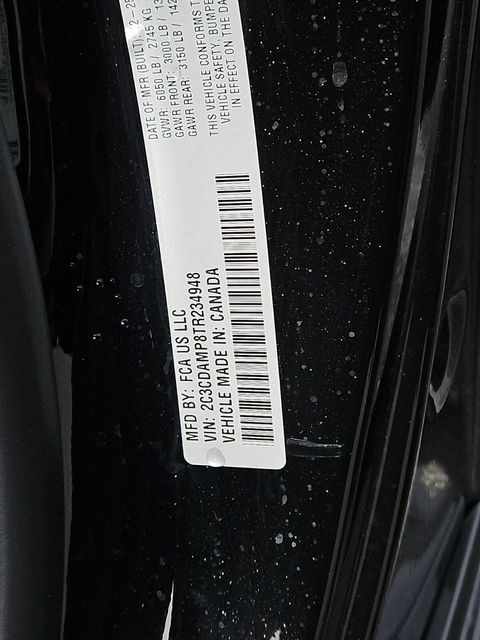 MFD BY: FCA US LLC
VIN: 2C3CDAMP8TR234948
VEHICLE MADE IN: CANADA
DATE OF MFR (BUILT):
GVWR: 6050 LB / 2745 KG
GAWR FRONT: 3000 LB /
GAWR REAR: 3150 LB /
THIS VEHICLE CONFORMS
VEHICLE SAFETY, BUMPE
IN EFFECT ON THE DA